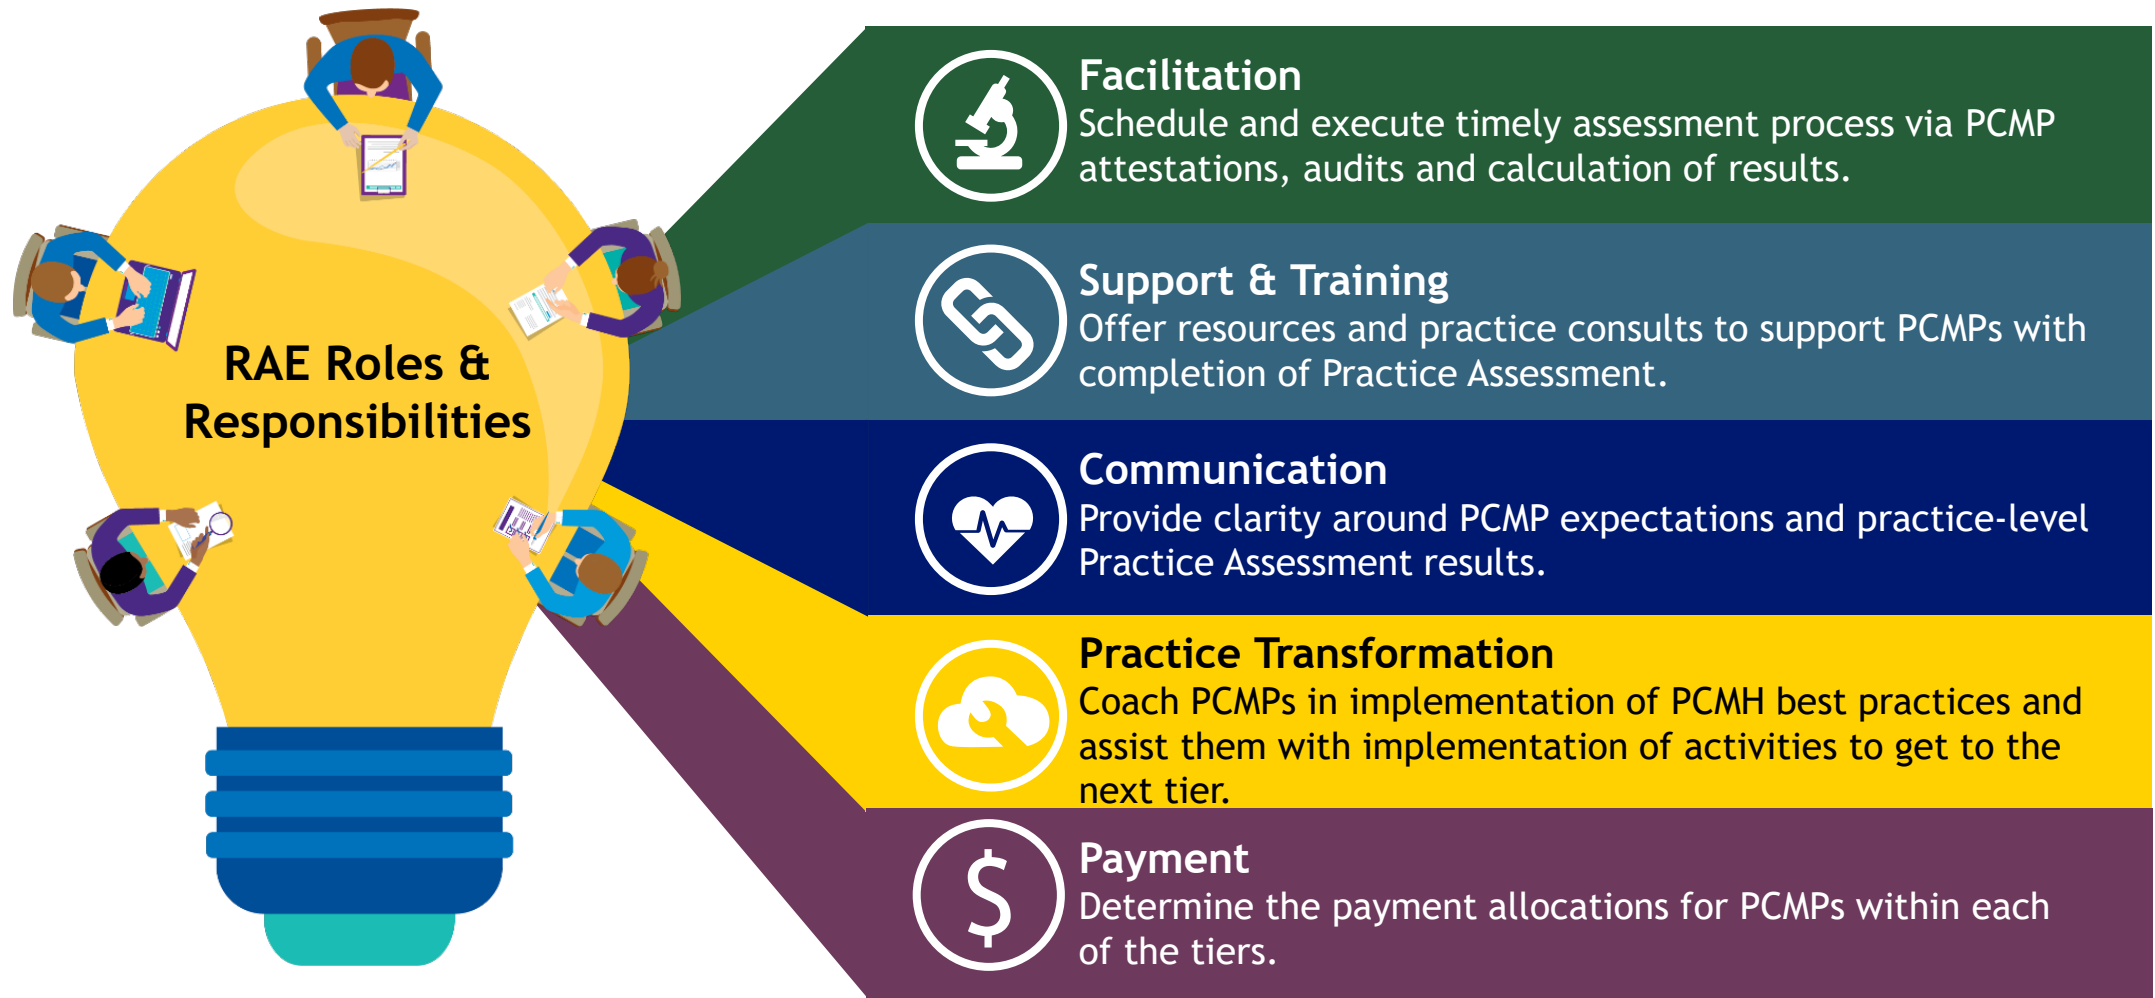 RAE Roles &
Responsibilities
Facilitation
Schedule and execute timely assessment process via PCMP
attestations, audits and calculation of results.
Support & Training
Offer resources and practice consults to support PCMPs with
completion of Practice Assessment.
Communication
Provide clarity around PCMP expectations and practice-level
Practice Assessment results.
Practice Transformation
Coach PCMPs in implementation of PCMH best practices and
assist them with implementation of activities to get to the
next tier.
$
Payment
Determine the payment allocations for PCMPs within each
of the tiers.